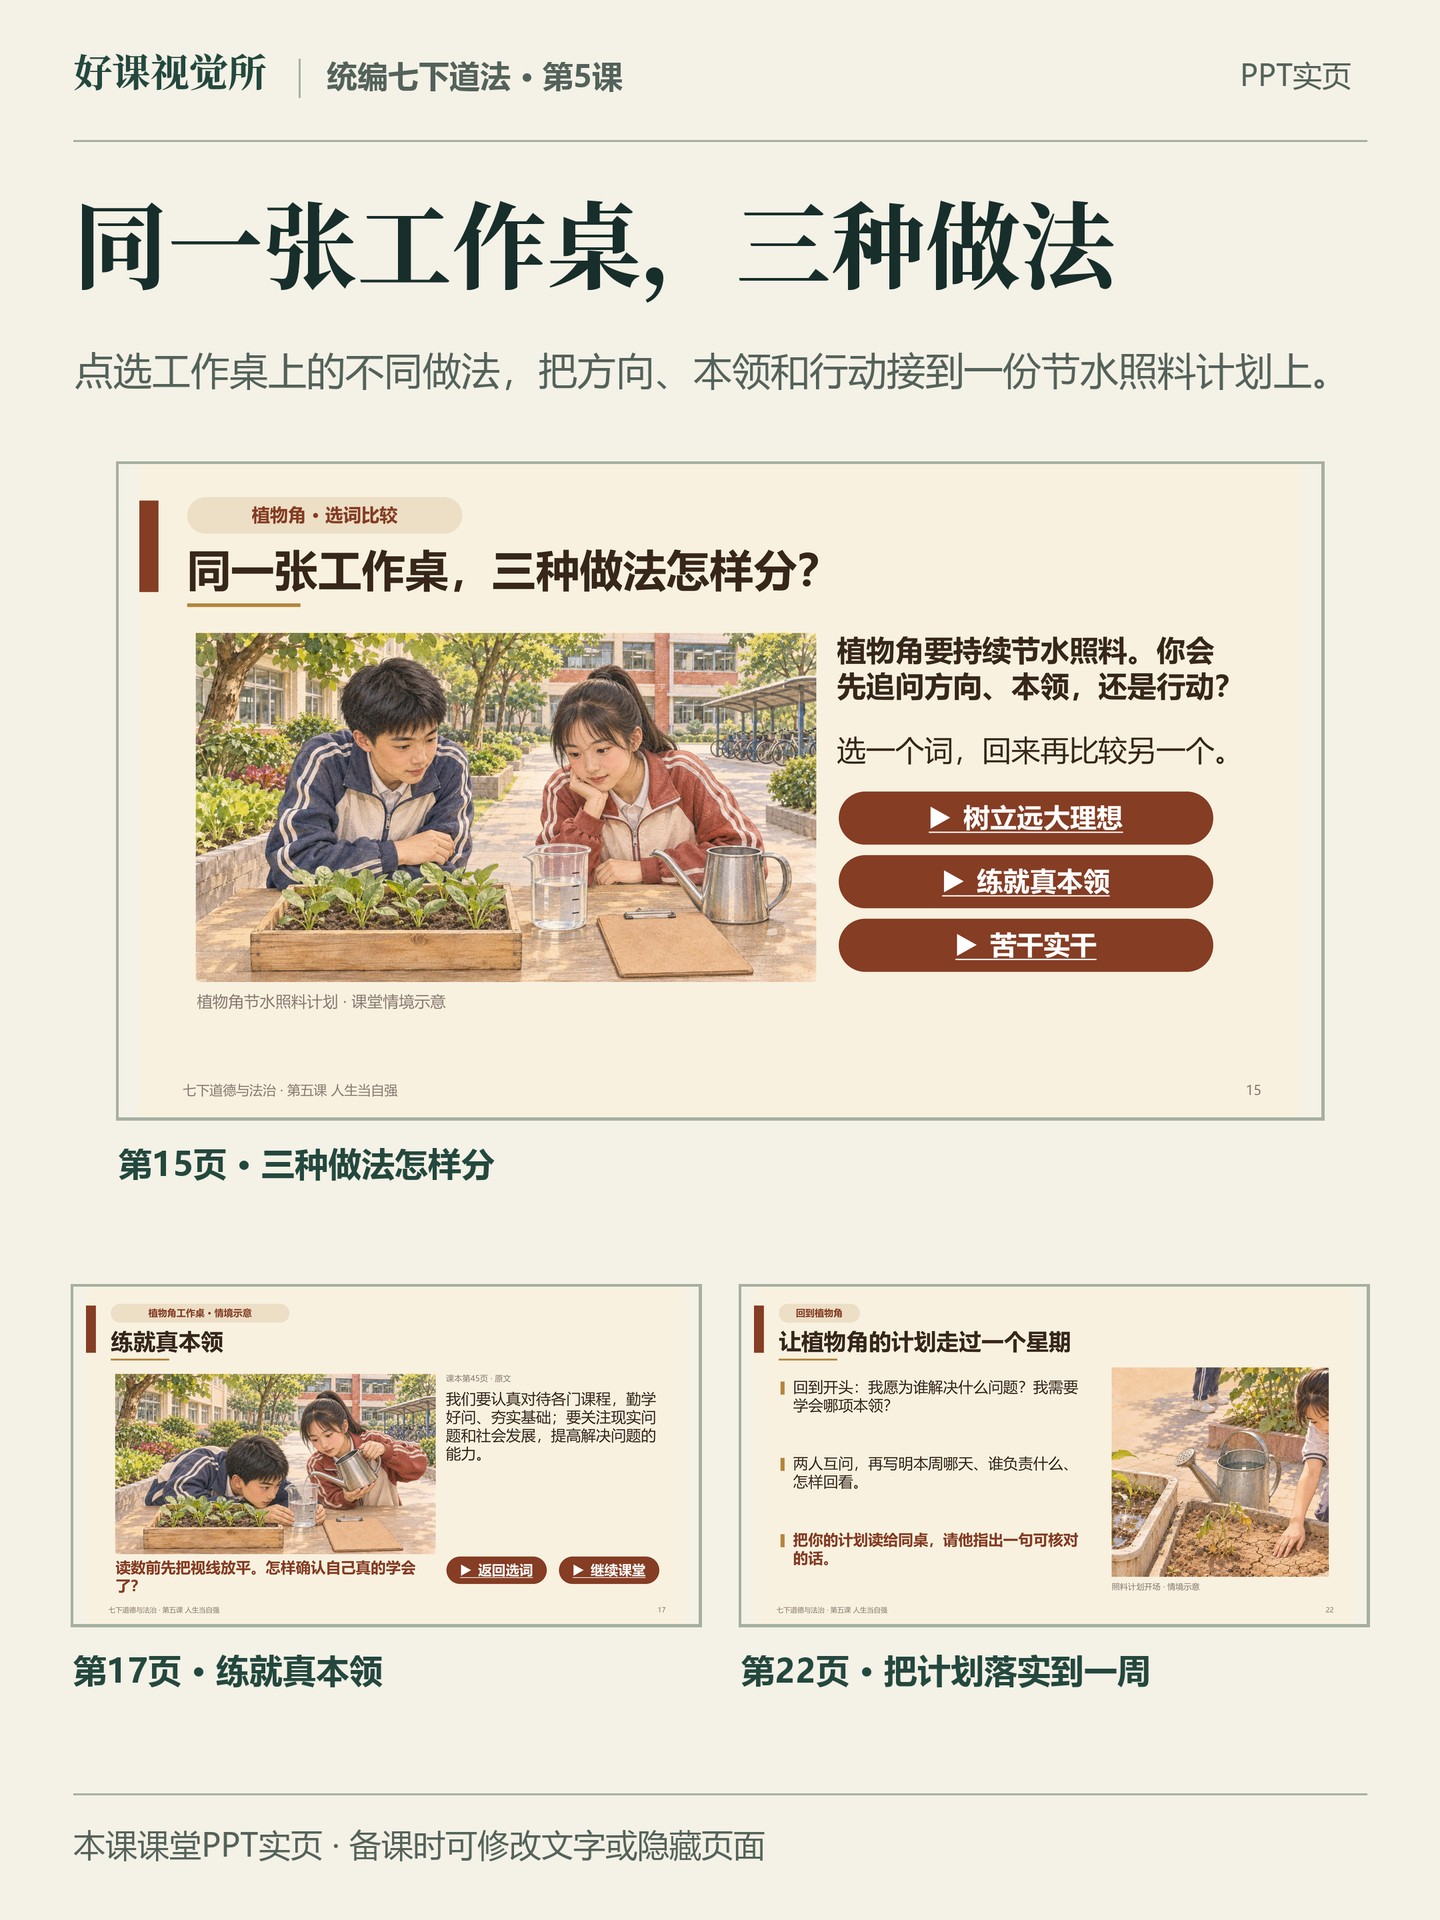 好课视觉所
统编七下道法·第5课
PPT实页
同一张工作桌，三种做法
点选工作桌上的不同做法，把方向、本领和行动接到一份节水照料计划上。
植物角·选词比较
同一张工作桌，三种做法怎样分？
植物角要持续节水照料。你会
先追问方向、本领，还是行动？
选一个词，回来再比较另一个。
▶ 树立远大理想
▶ 练就真本领
▶ 苦干实干
植物角节水照料计划 · 课堂情境示意
七下道德与法治 · 第五课 人生当自强
15
第15页·三种做法怎样分
植物角工作桌·情境示意
练就真本领
课本第45页 · 原文
我们要认真对待各门课程，勤学
好问、夯实基础；要关注现实问
题和社会发展，提高解决问题的
能力。
读数前先把视线放平。怎样确认自己真的学会
了？
▶ 返回选词
▶ 继续课堂
七下道德与法治 · 第五课 人生当自强
17
第17页·练就真本领
回到植物角
让植物角的计划走过一个星期
回到开头：我愿为谁解决什么问题？我需要
学会哪项本领？
两人互问，再写明本周哪天、谁负责什么、
怎样回看。
把你的计划读给同桌，请他指出一句可核对
的话。
照料计划开场 · 情境示意
七下道德与法治 · 第五课 人生当自强
22
第22页·把计划落实到一周
本课课堂PPT实页 · 备课时可修改文字或隐藏页面